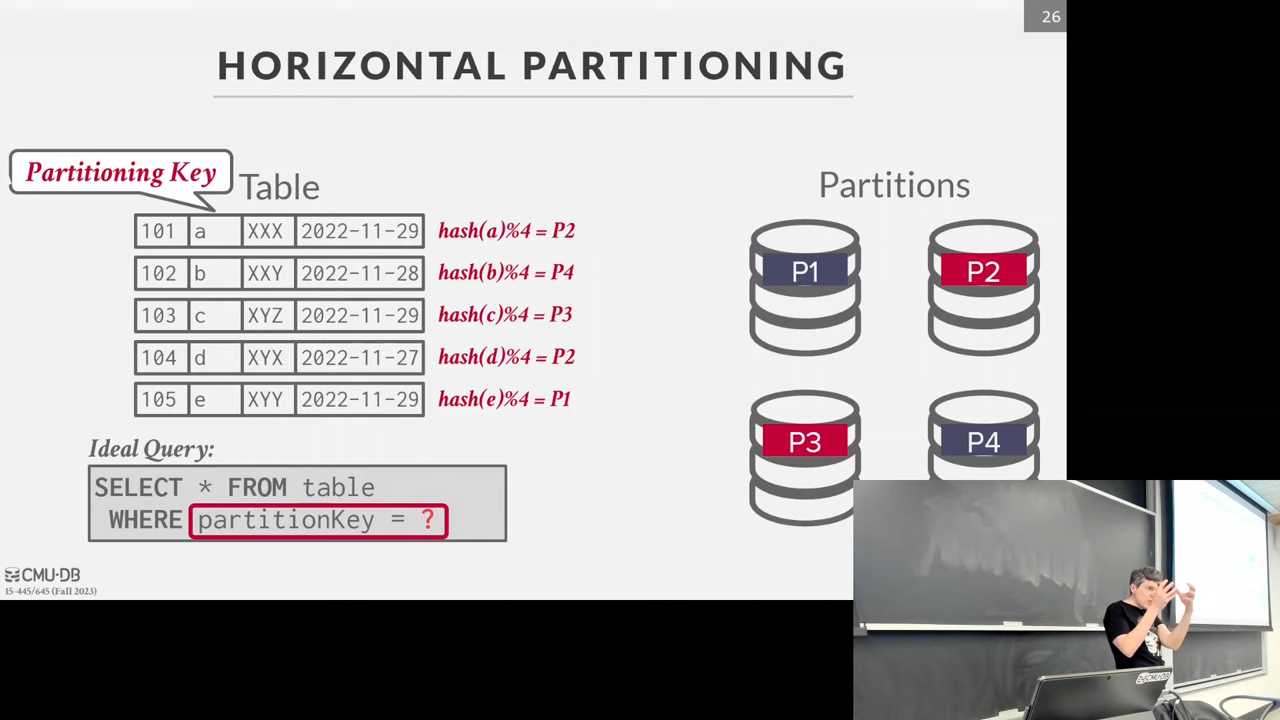 26
HORIZONTAL PARTITIONING
Partitioning Key
Table
Partitions
101 a XXX 2022-11-29 hash(a)%4 = P2
102 b XXY 2022-11-28 hash(b)%4 = P4
103 c XYZ 2022-11-29 hash(c)%4 = P3
104 d XYX 2022-11-27 hash(d)%4 = P2
105 e XYY 2022-11-29 hash(e)%4 = P1
P1 P2
P3 P4
Ideal Query:
SELECT * FROM table
WHERE partitionKey = ?
CMU·DB
15-445/645 (Fall 2023)
CMU·DB